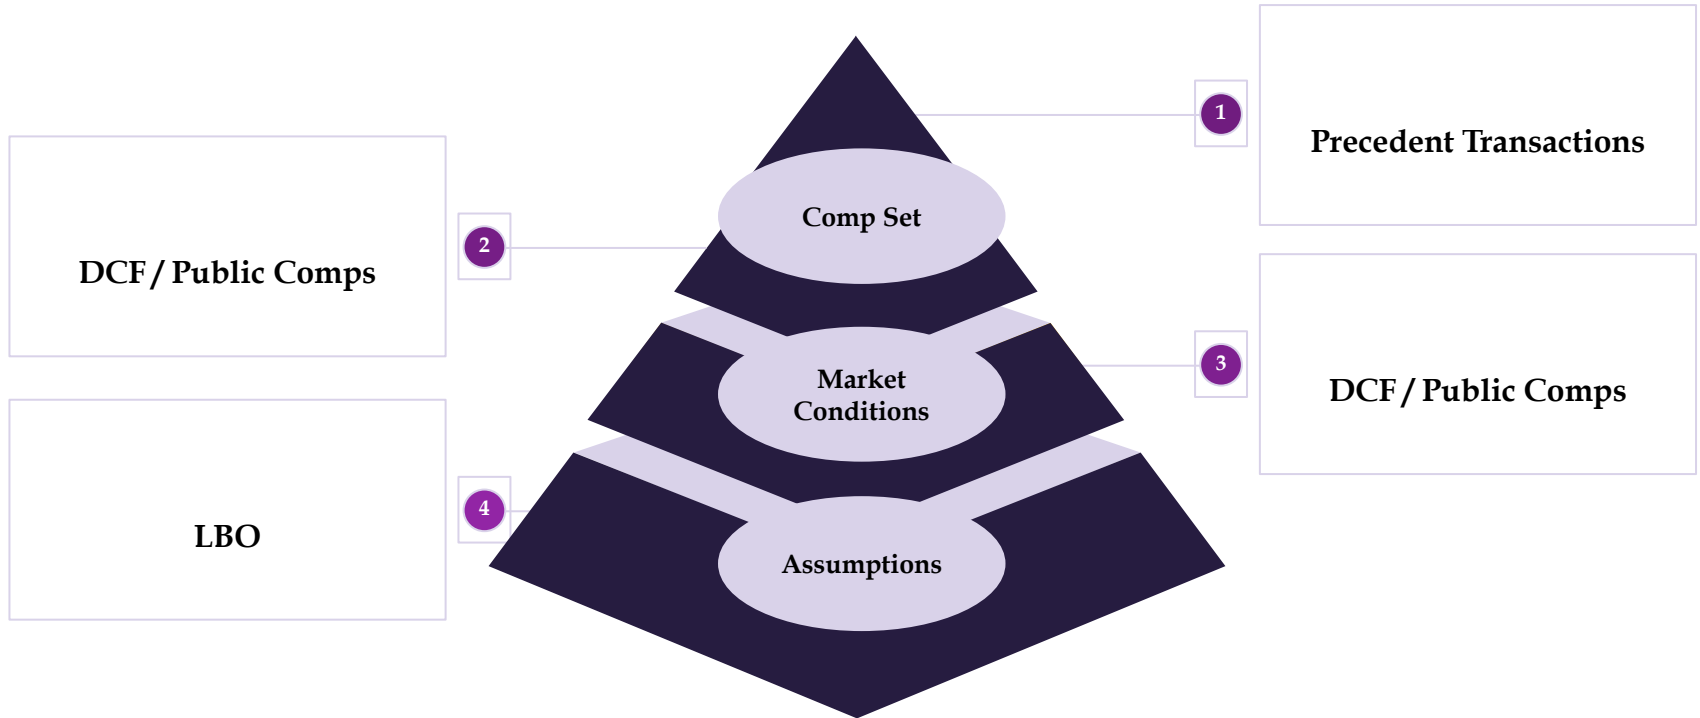 1
Precedent Transactions
Comp Set
2
DCF / Public Comps
3
DCF / Public Comps
Market
Conditions
4
LBO
Assumptions